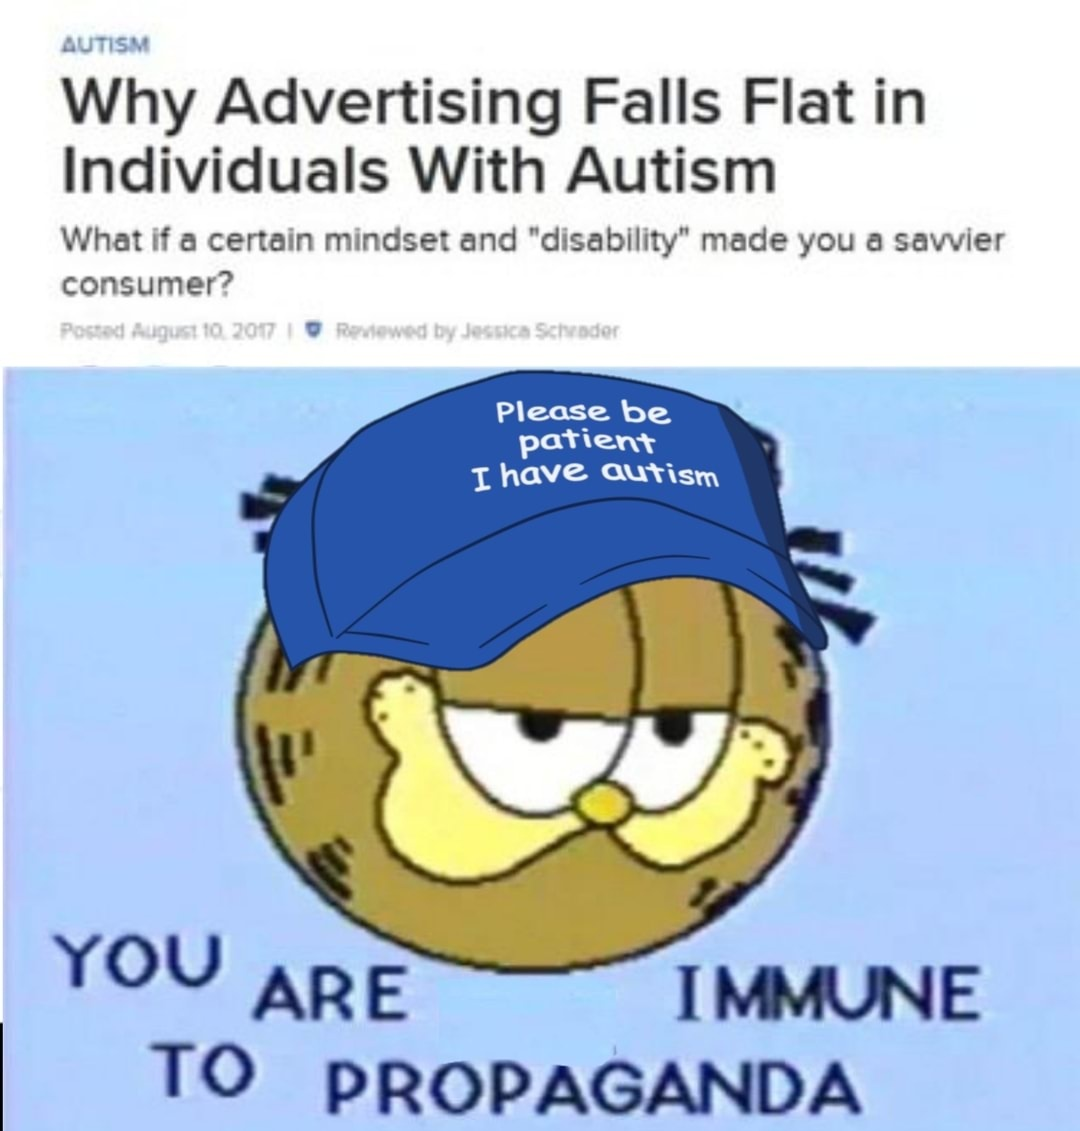 AUTISM
Why Advertising Falls Flat in
Individuals With Autism
What if a certain mindset and "disability" made you a savvier
consumer?
Posted August 10, 2017 | Reviewed by Jessica Schrader
Please be
patient
I have autism
YOU ARE IMMUNE
TO PROPAGANDA